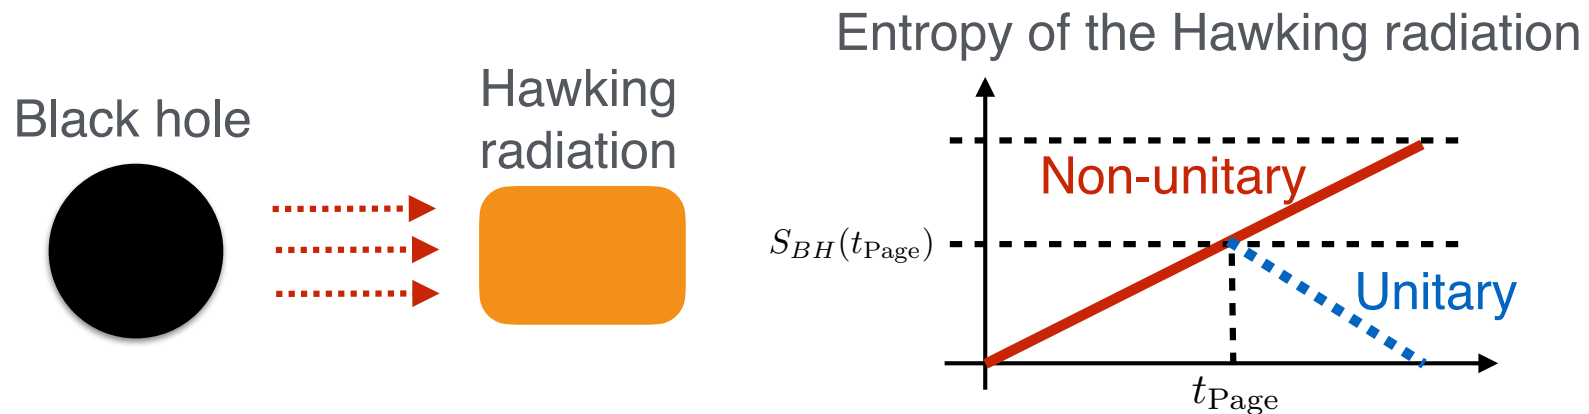 Black hole
Hawking
radiation
Entropy of the Hawking radiation
Non-unitary
S_{BH}(t_{Page})
Unitary
t_{Page}